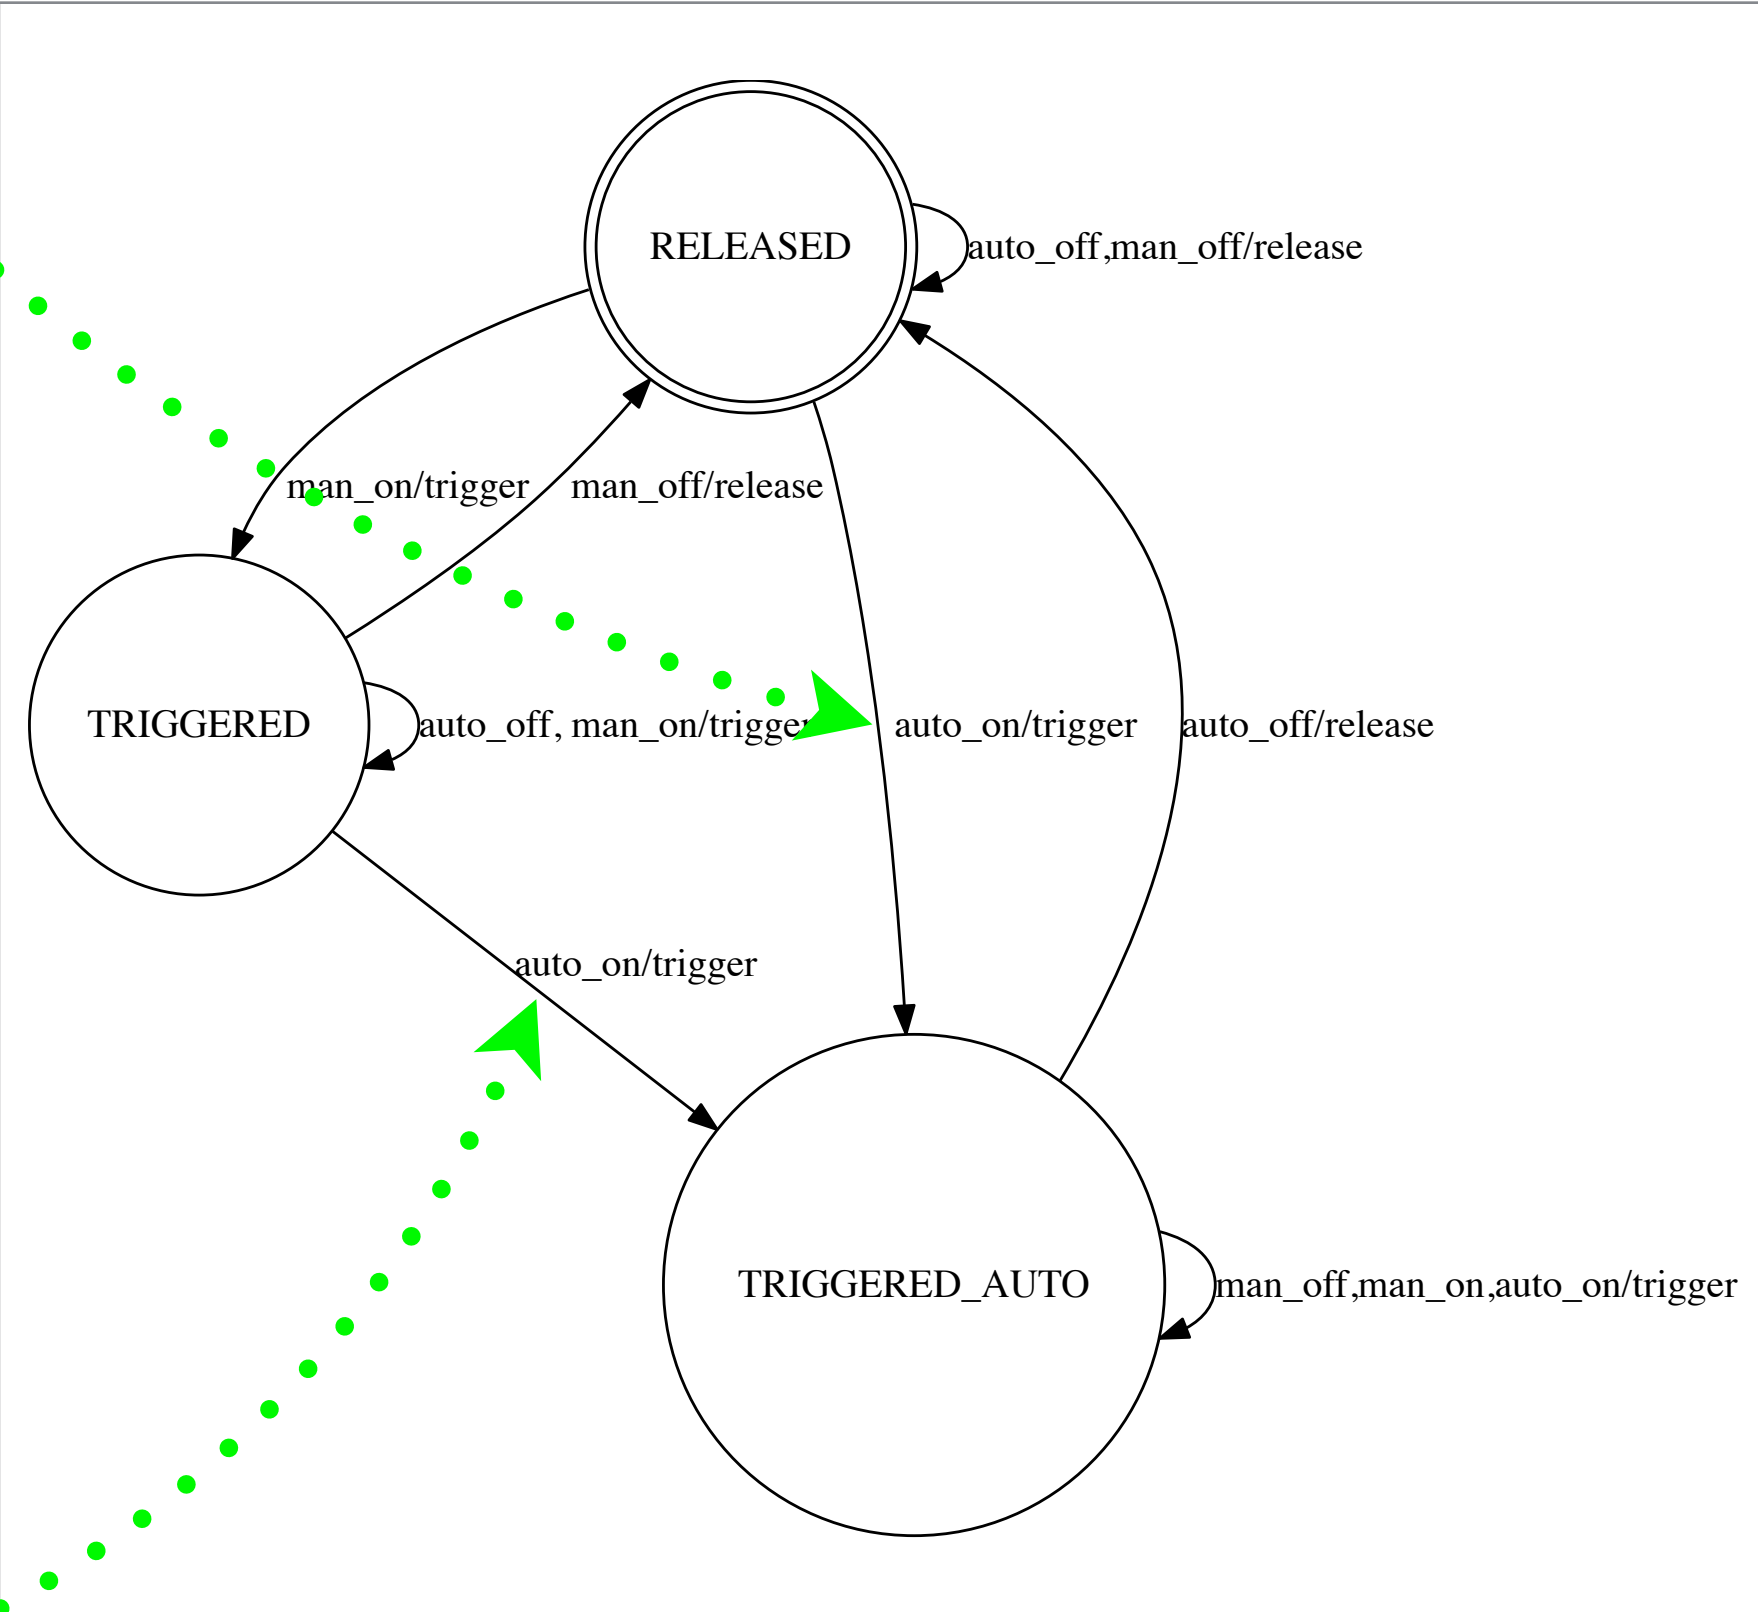 RELEASED
auto_off,man_off/release
man_on/trigger
man_off/release
TRIGGERED
auto_off, man_on/trigger
auto_on/trigger
auto_off/release
auto_on/trigger
TRIGGERED_AUTO
man_off,man_on,auto_on/trigger